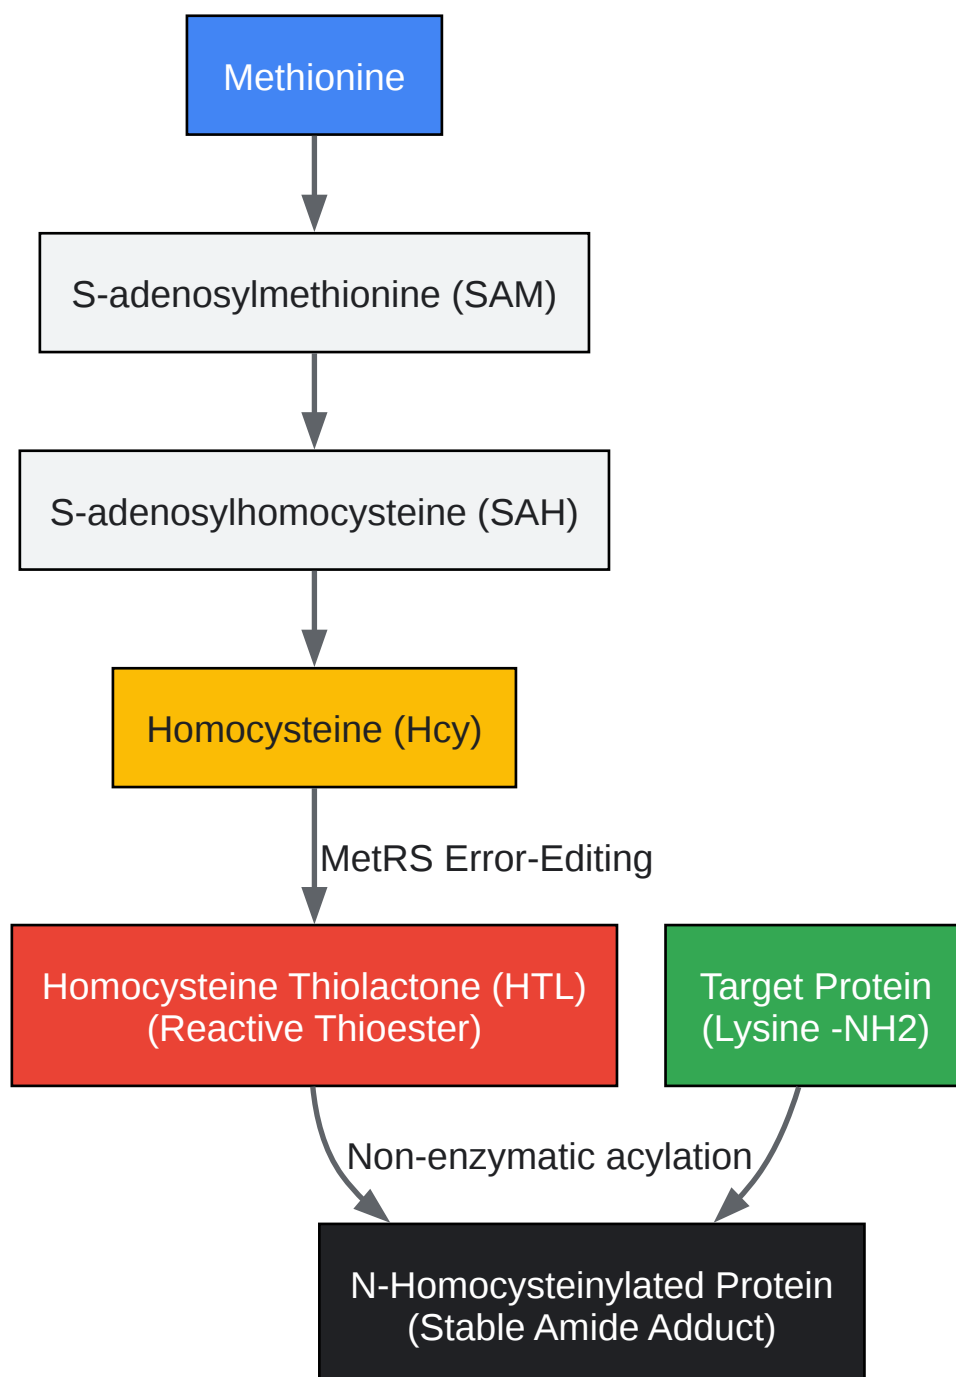 Methionine
S-adenosylmethionine (SAM)
S-adenosylhomocysteine (SAH)
Homocysteine (Hcy)
MetRS Error-Editing
Homocysteine Thiolactone (HTL)
(Reactive Thioester)
Target Protein
(Lysine -NH2)
Non-enzymatic acylation
N-Homocysteinylated Protein
(Stable Amide Adduct)